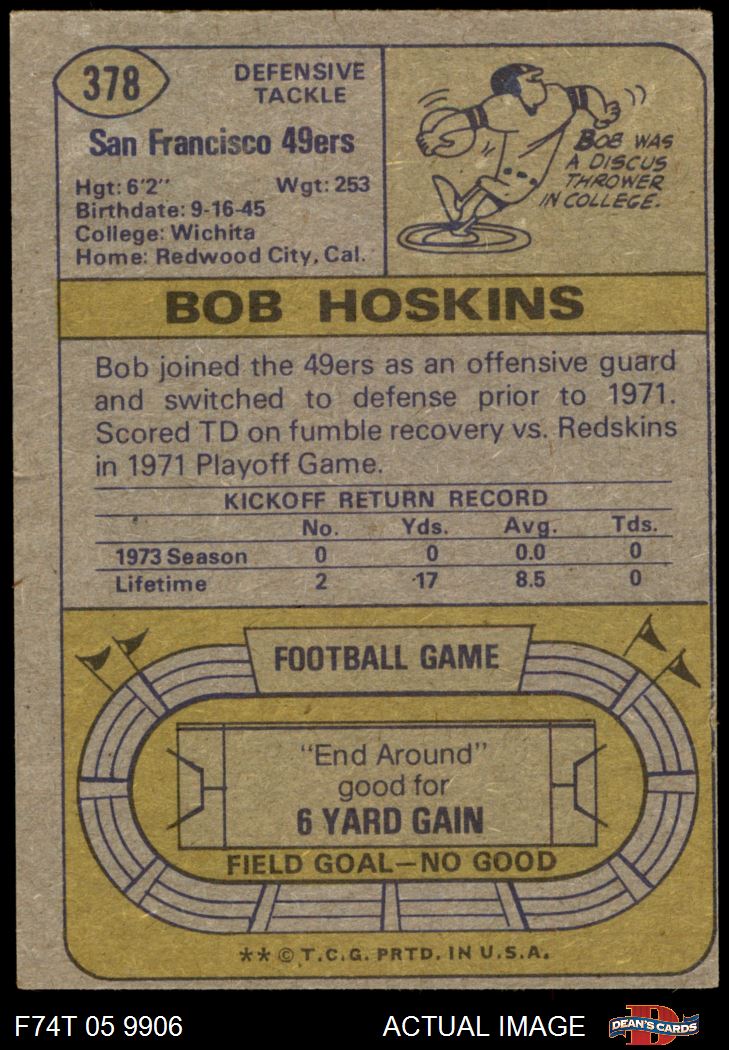 378
DEFENSIVE
TACKLE
San Francisco 49ers
Hgt: 6'2" Wgt: 253
Birthdate: 9-16-45
College: Wichita
Home: Redwood City, Cal.
BOB WAS
A DISCUS
THROWER
IN COLLEGE.
BOB HOSKINS
Bob joined the 49ers as an offensive guard
and switched to defense prior to 1971.
Scored TD on fumble recovery vs. Redskins
in 1971 Playoff Game.
KICKOFF RETURN RECORD
No. Yds. Avg. Tds.
1973 Season 0 0 0.0 0
Lifetime 2 17 8.5 0
FOOTBALL GAME
"End Around"
good for
6 YARD GAIN
FIELD GOAL—NO GOOD
** © T.C.G. PRTD. IN U.S.A.
F74T 05 9906 ACTUAL IMAGE
D
DEAN'S CARDS